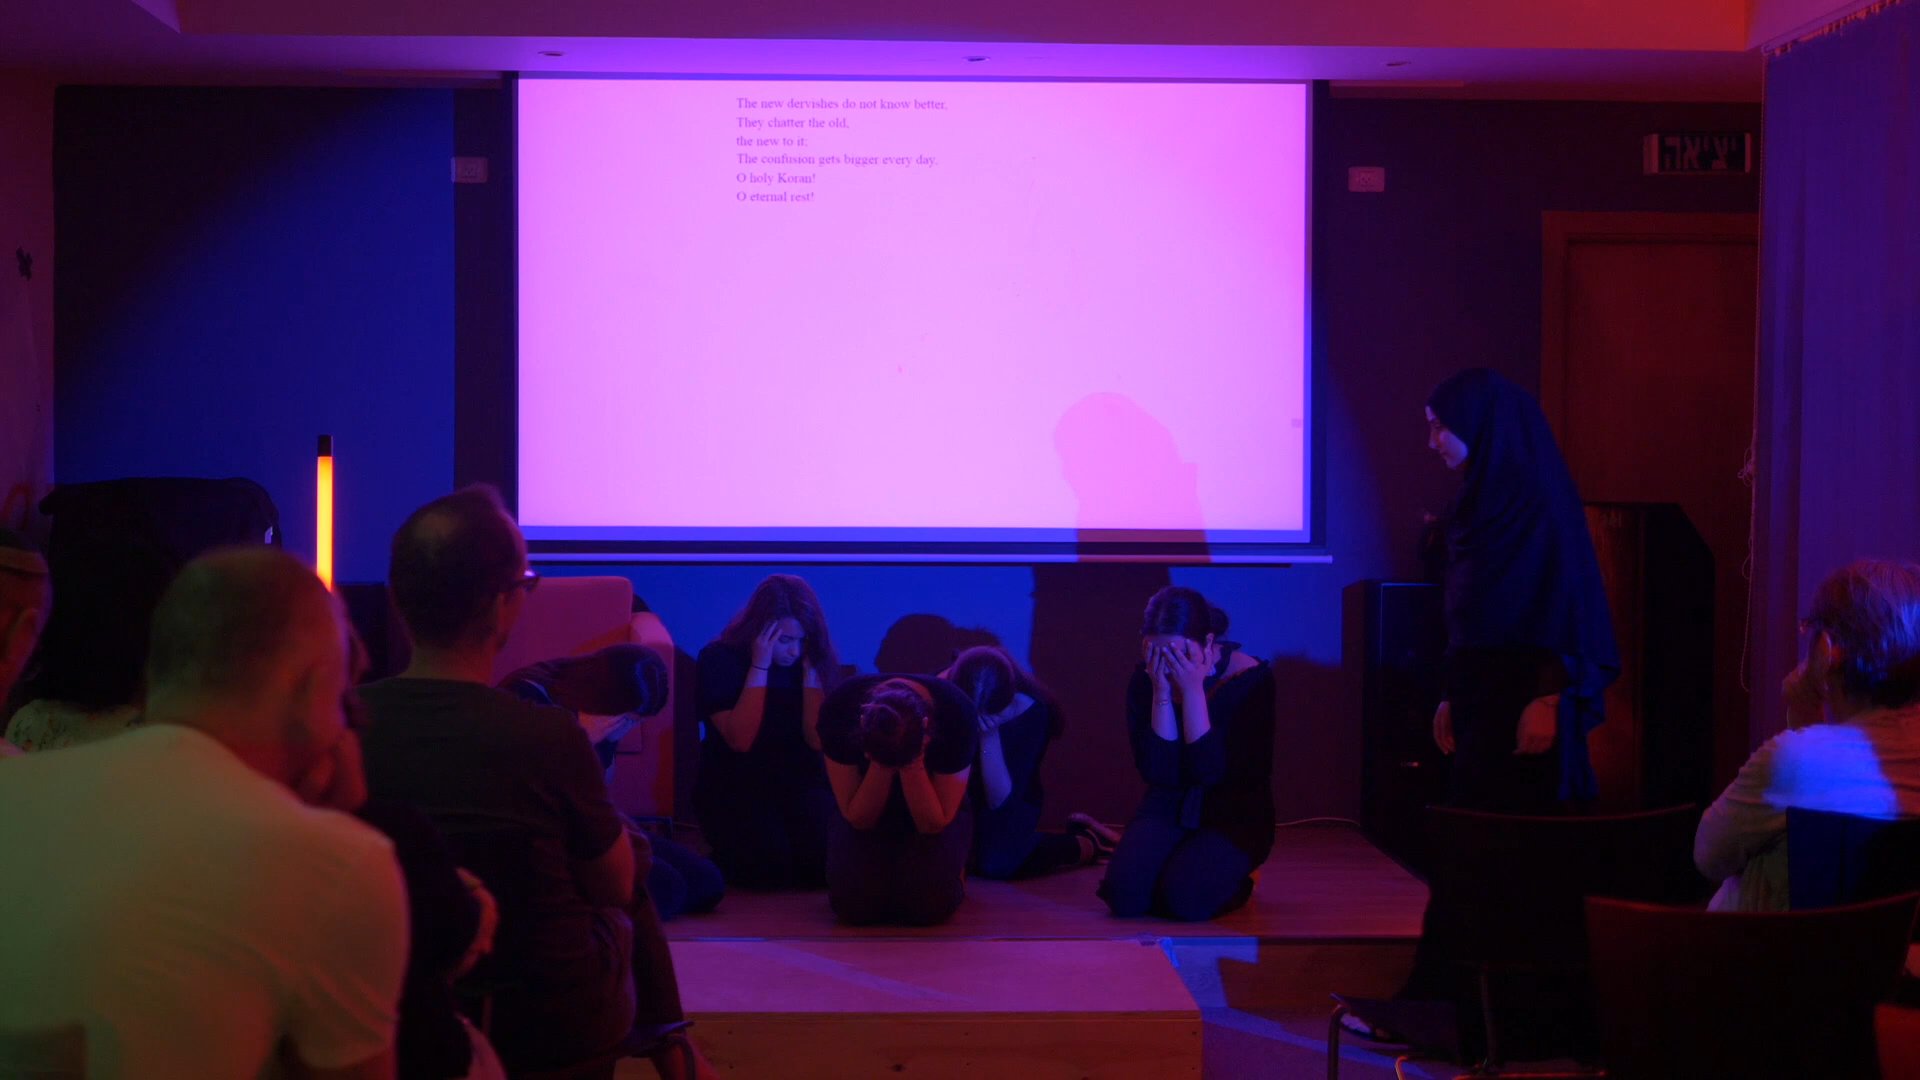 The new dervishes do not know better,
They chatter the old,
the new to it;
The confusion gets bigger every day.
O holy Koran!
O eternal rest!
יציאה